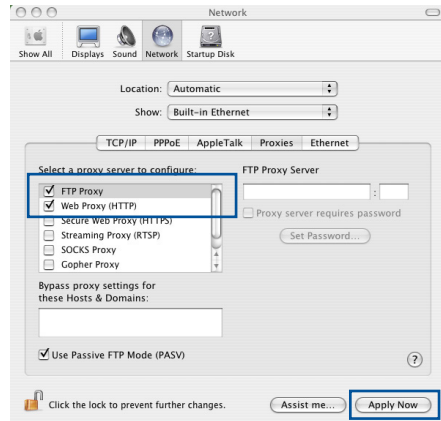 Network
Show All Displays Sound Network Startup Disk
Location: Automatic
Show: Built-in Ethernet
TCP/IP PPPoE AppleTalk Proxies Ethernet
Select a proxy server to configure: FTP Proxy Server
FTP Proxy
:
Web Proxy (HTTP)
Proxy server requires password
Secure Web Proxy (HTTPS)
Streaming Proxy (RTSP)
Set Password...
SOCKS Proxy
Gopher Proxy
Bypass proxy settings for
these Hosts & Domains:
Use Passive FTP Mode (PASV)
?
Click the lock to prevent further changes.
Assist me...
Apply Now